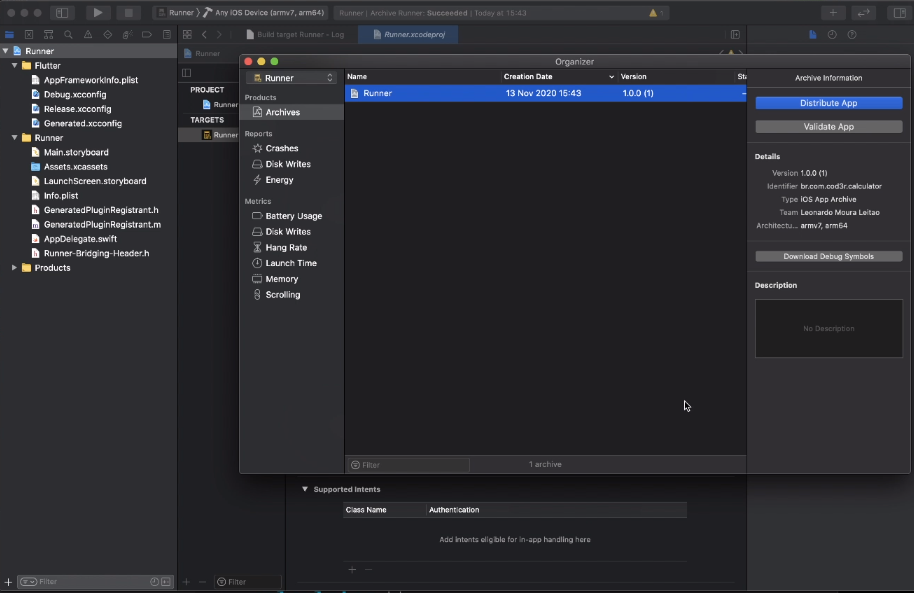 Runner
Any iOS Device (armv7, arm64)
Runner | Archive Runner: Succeeded | Today at 15:43
1
Build target Runner - Log
Runner.xcodeproj
Runner
Flutter
AppFrameworkInfo.plist
Debug.xcconfig
Release.xcconfig
Generated.xcconfig
Runner
Main.storyboard
Assets.xcassets
LaunchScreen.storyboard
Info.plist
GeneratedPluginRegistrant.h
GeneratedPluginRegistrant.m
AppDelegate.swift
Runner-Bridging-Header.h
Products
Filter
Runner
PROJECT
Runner
TARGETS
Runner
Filter
Organizer
Runner
Products
Archives
Reports
Crashes
Disk Writes
Energy
Metrics
Battery Usage
Disk Writes
Hang Rate
Launch Time
Memory
Scrolling
Name Creation Date Version Sta
Runner 13 Nov 2020 15:43 1.0.0 (1) --
Filter
1 archive
Archive Information
Distribute App
Validate App
Details
Version 1.0.0 (1)
Identifier br.com.cod3r.calculator
Type iOS App Archive
Team Leonardo Moura Leitao
Architectu... armv7, arm64
Download Debug Symbols
Description
No Description
Supported Intents
Class Name Authentication
Add intents eligible for in-app handling here